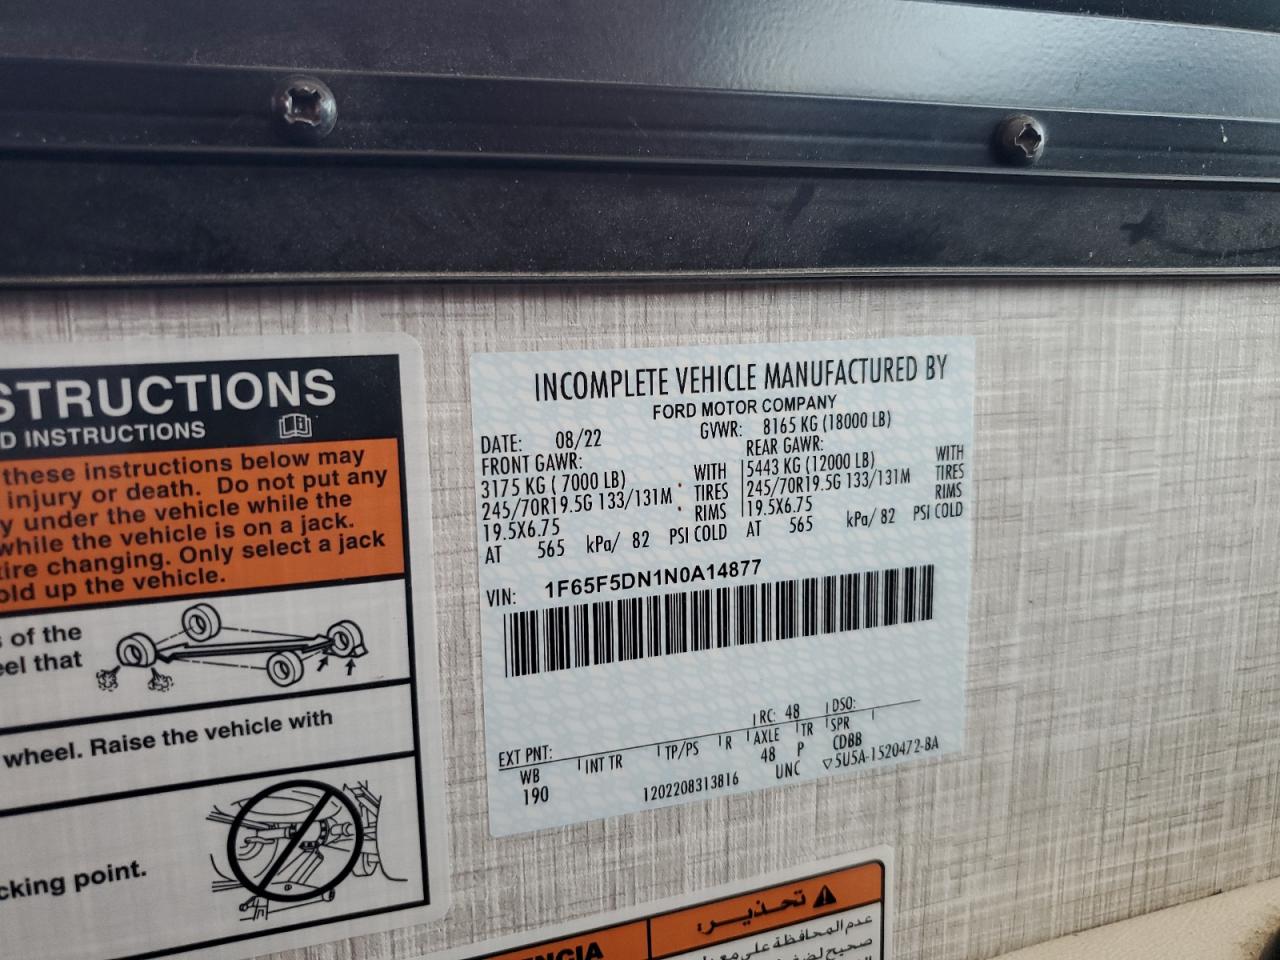 STRUCTIONS
D INSTRUCTIONS
these instructions below may
injury or death. Do not put any
y under the vehicle while the
while the vehicle is on a jack.
tire changing. Only select a jack
old up the vehicle.
s of the
eel that
wheel. Raise the vehicle with
cking point.
INCOMPLETE VEHICLE MANUFACTURED BY
FORD MOTOR COMPANY
DATE: 08/22 GVWR: 8165 KG (18000 LB)
FRONT GAWR: REAR GAWR:
3175 KG ( 7000 LB) WITH 5443 KG (12000 LB) WITH
245/70R19.5G 133/131M TIRES 245/70R19.5G 133/131M TIRES
19.5X6.75 RIMS 19.5X6.75 RIMS
AT 565 kPa/ 82 PSI COLD AT 565 kPa/ 82 PSI COLD
VIN: 1F65F5DN1N0A14877
RC: 48 DSO:
EXT PNT: INT TR TP/PS R AXLE TR SPR
WB 48 P CDBB
190 1202208313816 UNC ▽5U5A-1520472-BA
ENCIA
تحذير:
عدم المحافظة على